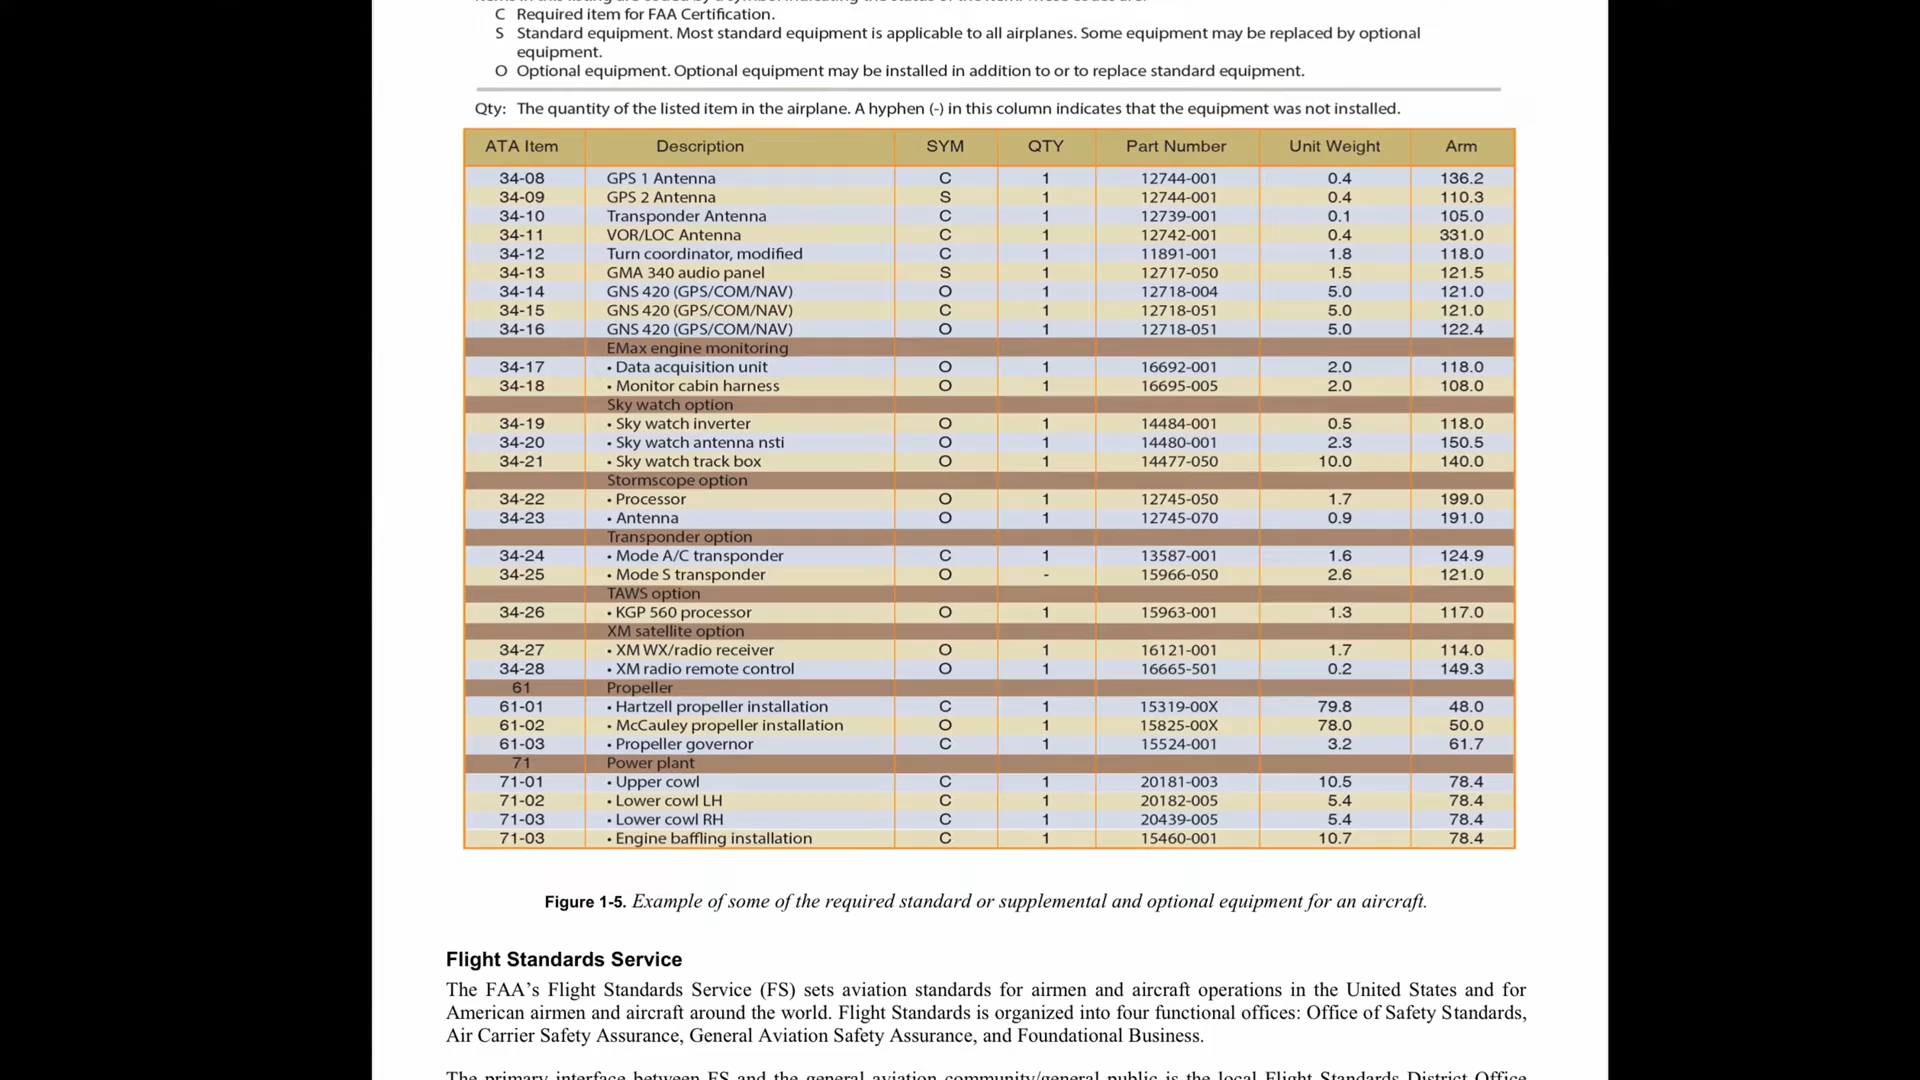 C Required item for FAA Certification.
S Standard equipment. Most standard equipment is applicable to all airplanes. Some equipment may be replaced by optional
equipment.
O Optional equipment. Optional equipment may be installed in addition to or to replace standard equipment.
Qty: The quantity of the listed item in the airplane. A hyphen (-) in this column indicates that the equipment was not installed.
ATA Item Description SYM QTY Part Number Unit Weight Arm
34-08 GPS 1 Antenna C 1 12744-001 0.4 136.2
34-09 GPS 2 Antenna S 1 12744-001 0.4 110.3
34-10 Transponder Antenna C 1 12739-001 0.1 105.0
34-11 VOR/LOC Antenna C 1 12742-001 0.4 331.0
34-12 Turn coordinator, modified C 1 11891-001 1.8 118.0
34-13 GMA 340 audio panel S 1 12717-050 1.5 121.5
34-14 GNS 420 (GPS/COM/NAV) O 1 12718-004 5.0 121.0
34-15 GNS 420 (GPS/COM/NAV) C 1 12718-051 5.0 121.0
34-16 GNS 420 (GPS/COM/NAV) O 1 12718-051 5.0 122.4
EMax engine monitoring
34-17 • Data acquisition unit O 1 16692-001 2.0 118.0
34-18 • Monitor cabin harness O 1 16695-005 2.0 108.0
Sky watch option
34-19 • Sky watch inverter O 1 14484-001 0.5 118.0
34-20 • Sky watch antenna nsti O 1 14480-001 2.3 150.5
34-21 • Sky watch track box O 1 14477-050 10.0 140.0
Stormscope option
34-22 • Processor O 1 12745-050 1.7 199.0
34-23 • Antenna O 1 12745-070 0.9 191.0
Transponder option
34-24 • Mode A/C transponder C 1 13587-001 1.6 124.9
34-25 • Mode S transponder O - 15966-050 2.6 121.0
TAWS option
34-26 • KGP 560 processor O 1 15963-001 1.3 117.0
XM satellite option
34-27 • XM WX/radio receiver O 1 16121-001 1.7 114.0
34-28 • XM radio remote control O 1 16665-501 0.2 149.3
61 Propeller
61-01 • Hartzell propeller installation C 1 15319-00X 79.8 48.0
61-02 • McCauley propeller installation O 1 15825-00X 78.0 50.0
61-03 • Propeller governor C 1 15524-001 3.2 61.7
71 Power plant
71-01 • Upper cowl C 1 20181-003 10.5 78.4
71-02 • Lower cowl LH C 1 20182-005 5.4 78.4
71-03 • Lower cowl RH C 1 20439-005 5.4 78.4
71-03 • Engine baffling installation C 1 15460-001 10.7 78.4
Figure 1-5. Example of some of the required standard or supplemental and optional equipment for an aircraft.
Flight Standards Service
The FAA's Flight Standards Service (FS) sets aviation standards for airmen and aircraft operations in the United States and for
American airmen and aircraft around the world. Flight Standards is organized into four functional offices: Office of Safety Standards,
Air Carrier Safety Assurance, General Aviation Safety Assurance, and Foundational Business.
The primary interface between FS and the general aviation community/general public is the local Flight Standards District Office